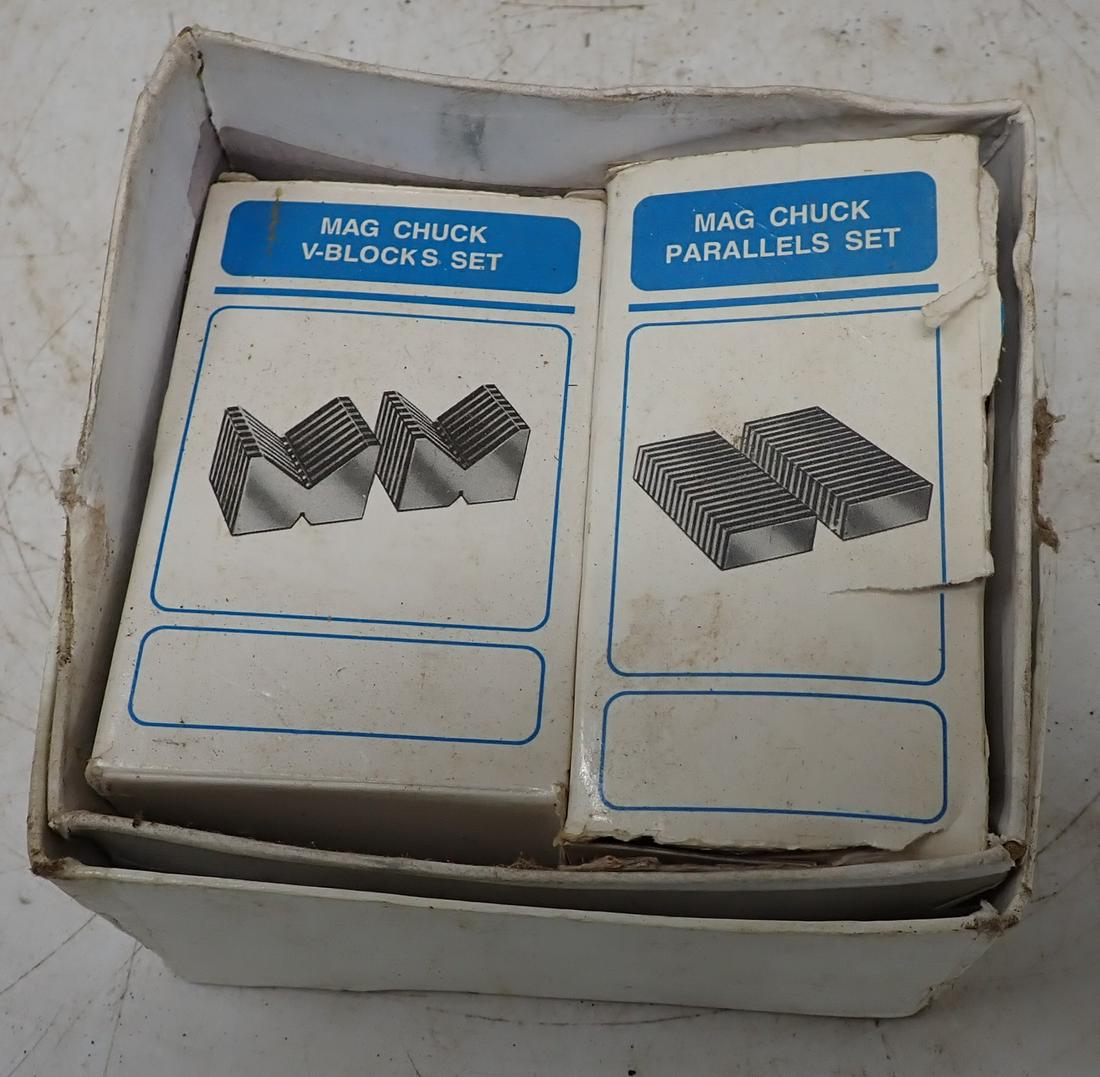 MAG CHUCK
V-BLOCKS SET
MAG CHUCK
PARALLELS SET